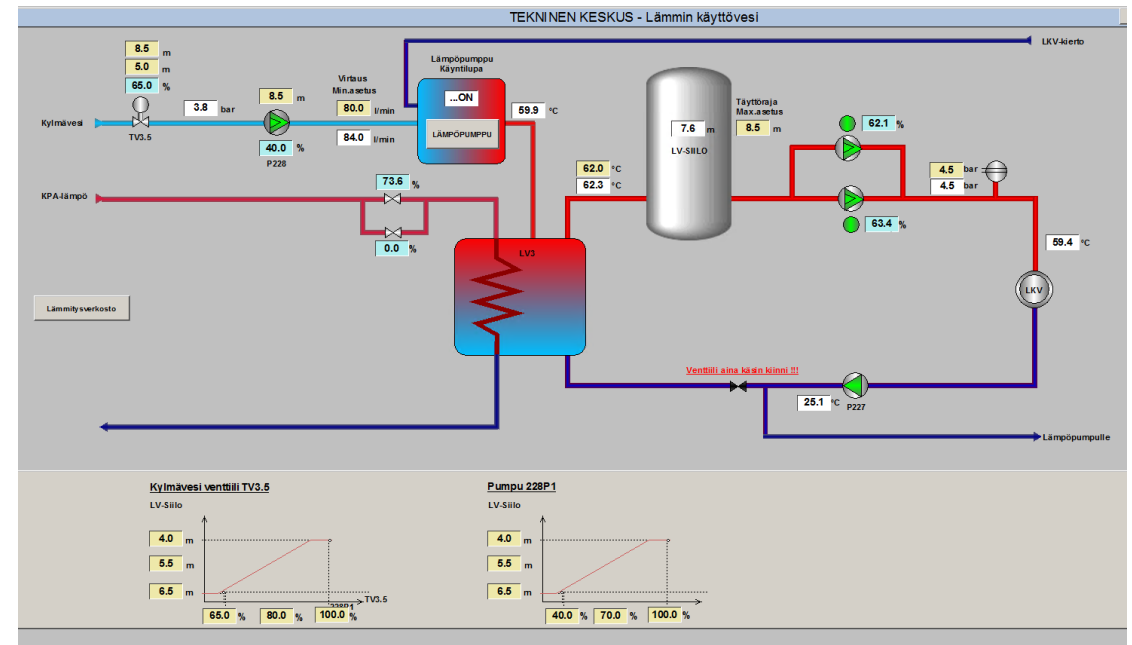 TEKNINEN KESKUS - Lämmin käyttövesi
LKV-kierto
8.5 m
5.0 m
65.0 %
Kylmävesi
TV3.5
3.8 bar
8.5 m
40.0 %
P228
Virtaus
Min.asetus
80.0 l/min
84.0 l/min
Lämpöpumppu
Käyntilupa
...ON
LÄMPÖPUMPPU
59.9 °C
KPA-lämpö
73.6 %
0.0 %
LV3
62.0 °C
62.3 °C
7.6 m
LV-SIILO
Täyttöraja
Max.asetus
8.5 m
62.1 %
63.4 %
4.5 bar
4.5 bar
59.4 °C
LKV
Lämmitysverkosto
Venttiili aina käsin kiinni !!!
25.1 °C
P227
Lämpöpumpulle
Kylmävesi venttiili TV3.5
LV-Siilo
4.0 m
5.5 m
6.5 m
TV3.5
228P1
65.0 % 80.0 % 100.0 %
Pumpu 228P1
LV-Siilo
4.0 m
5.5 m
6.5 m
40.0 % 70.0 % 100.0 %